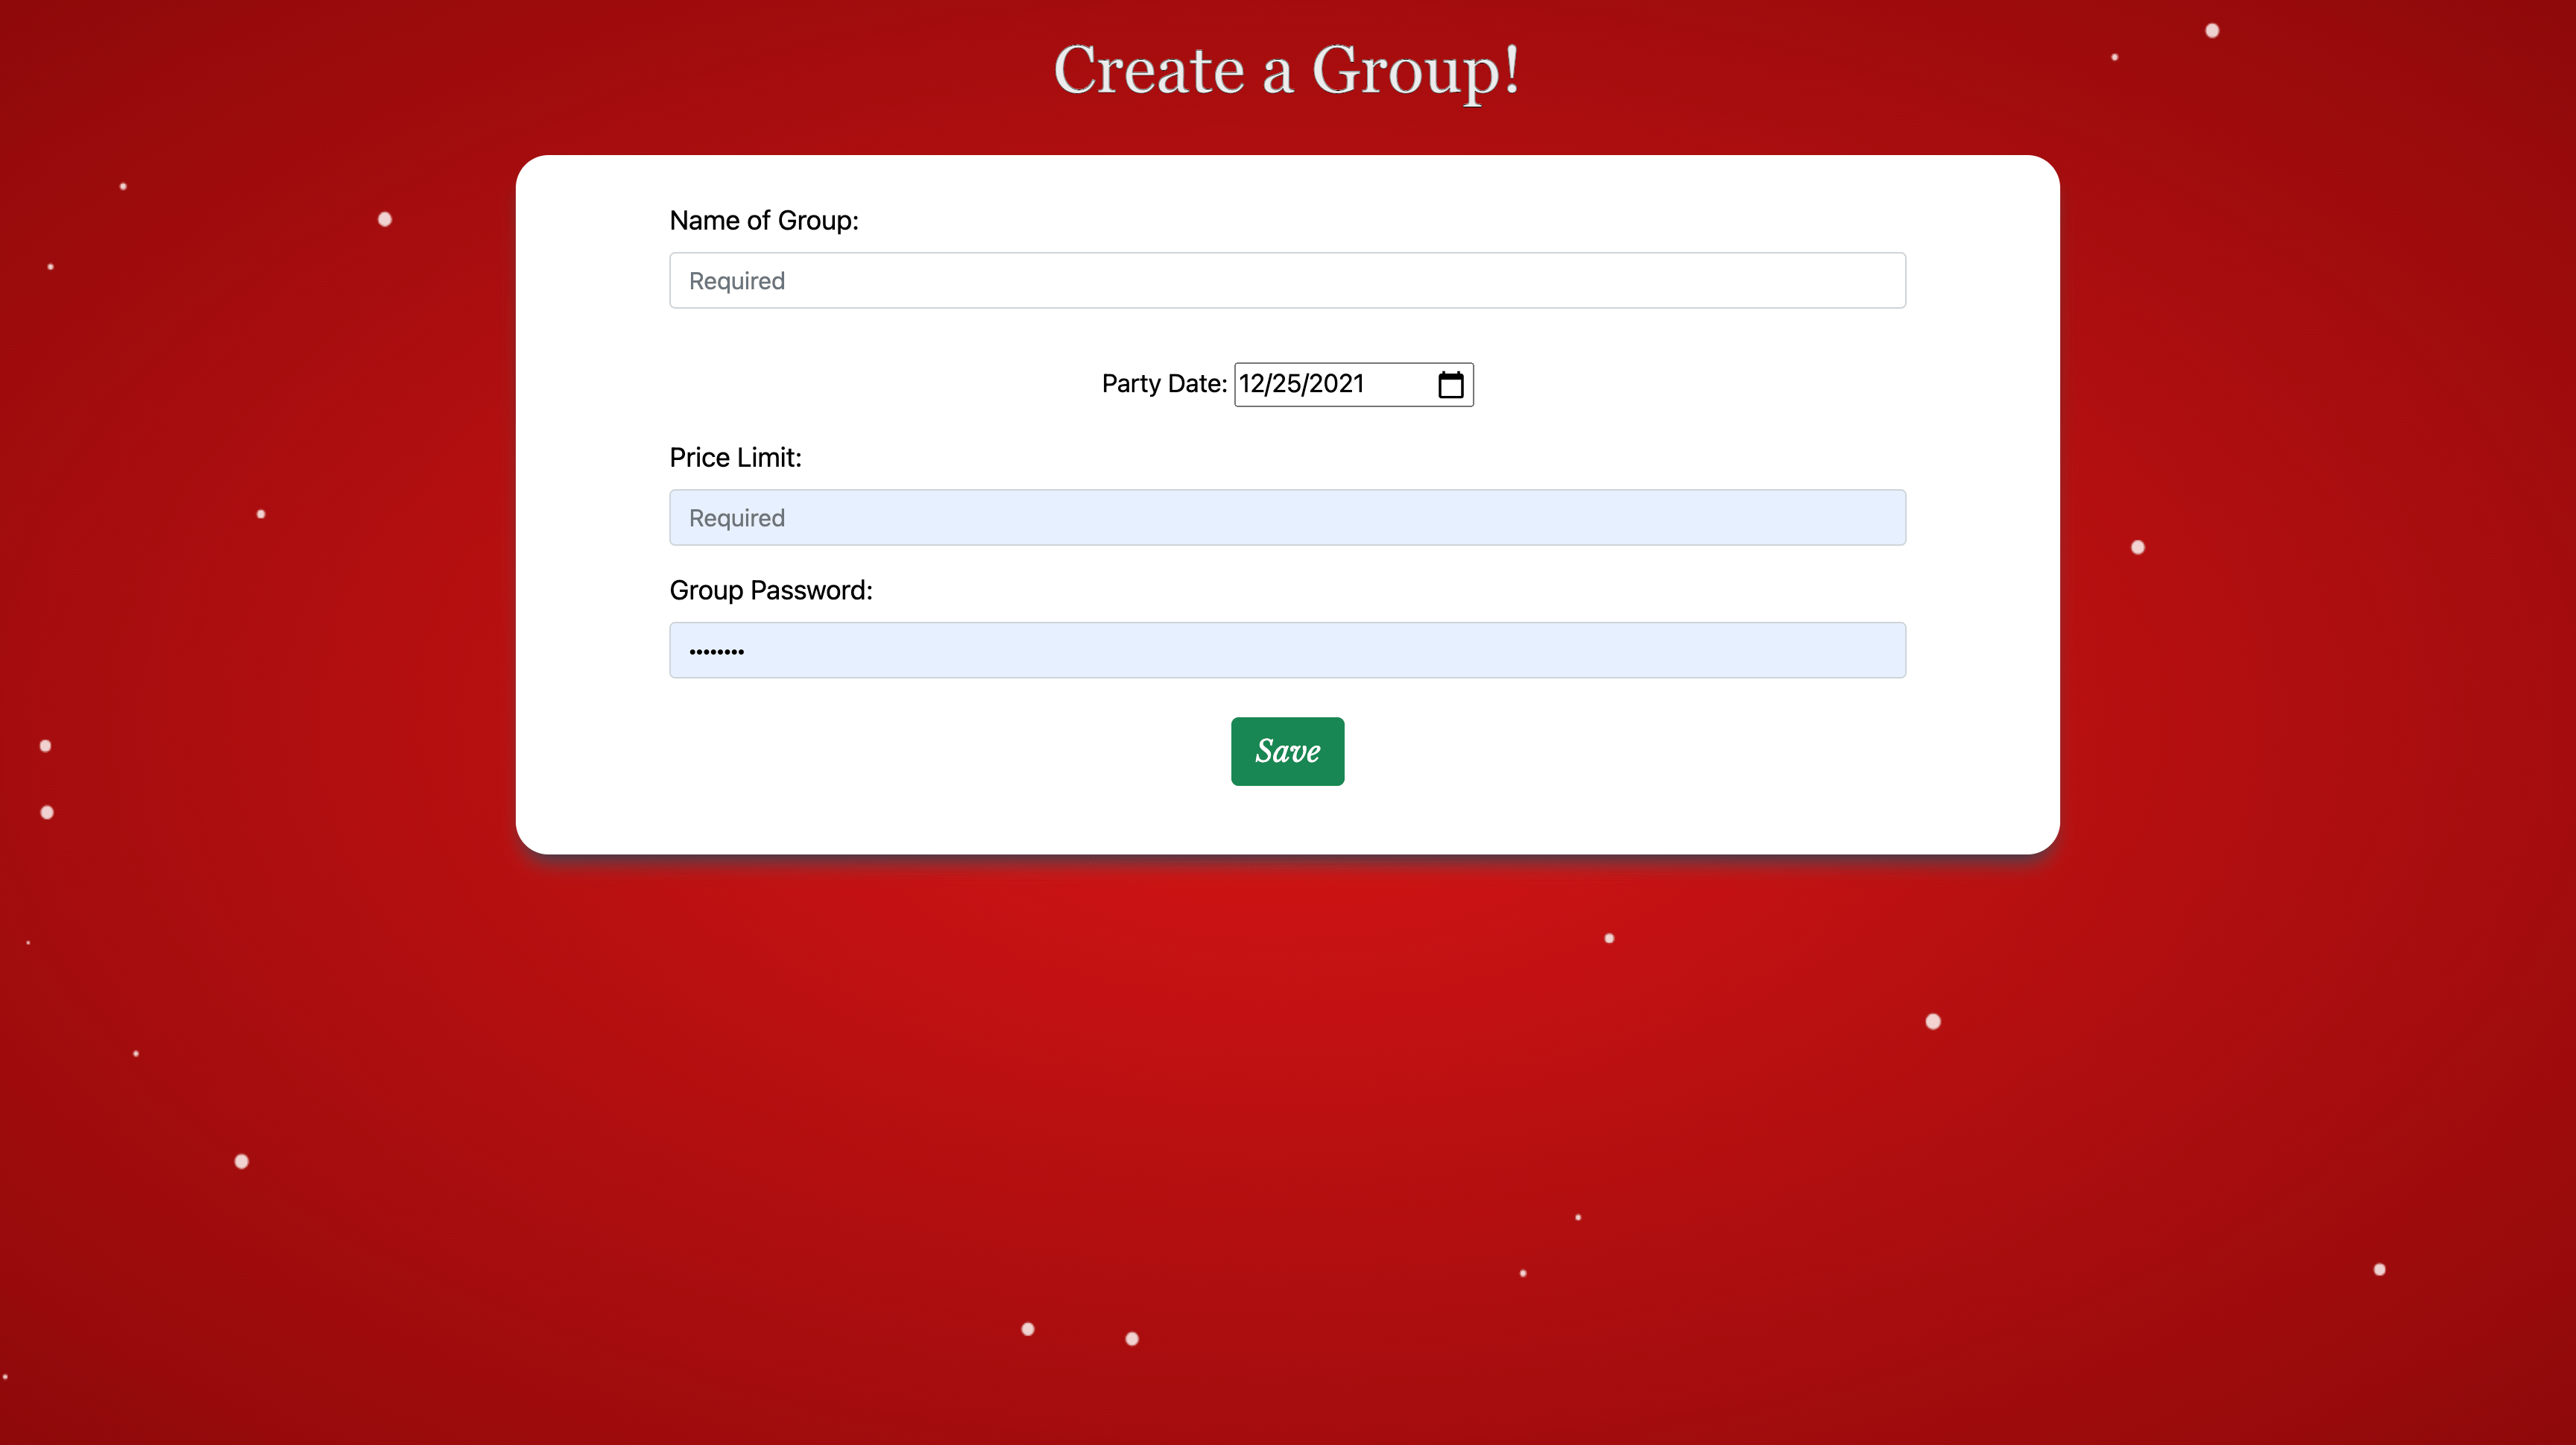 Create a Group!
Name of Group:
Required
Party Date: 12/25/2021
Price Limit:
Required
Group Password:
••••••••
Save